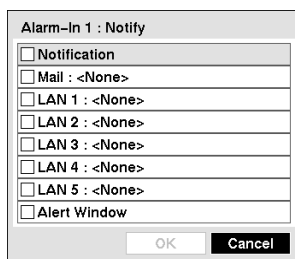 Alarm-In 1 : Notify
Notification
Mail : <None>
LAN 1 : <None>
LAN 2 : <None>
LAN 3 : <None>
LAN 4 : <None>
LAN 5 : <None>
Alert Window
OK Cancel